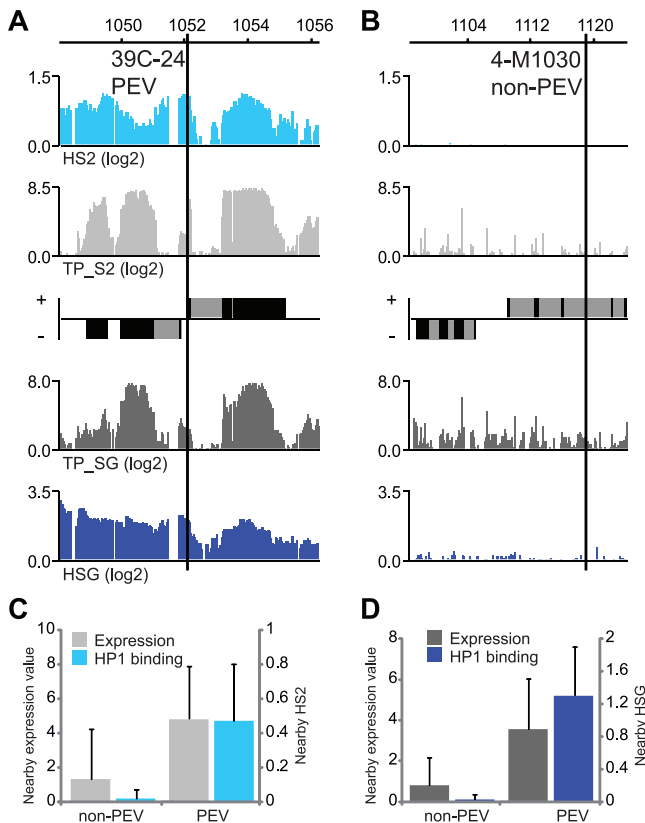 A
1050 1052 1054 1056
39C-24
PEV
1.5
0.0
HS2 (log2)
8.5
0.0
TP_S2 (log2)
+
-
8.0
0.0
TP_SG (log2)
3.5
0.0
HSG (log2)
B
1104 1112 1120
4-M1030
non-PEV
1.5
0.0
8.5
0.0
+
-
8.0
0.0
3.5
0.0
C
Nearby expression value
10
8
6
4
2
0
Expression
HP1 binding
1
0.8
0.6
0.4
0.2
0
Nearby HS2
non-PEV PEV
D
Nearby expression value
8
6
4
2
0
Expression
HP1 binding
2
1.6
1.2
0.8
0.4
0
Nearby HSG
non-PEV PEV